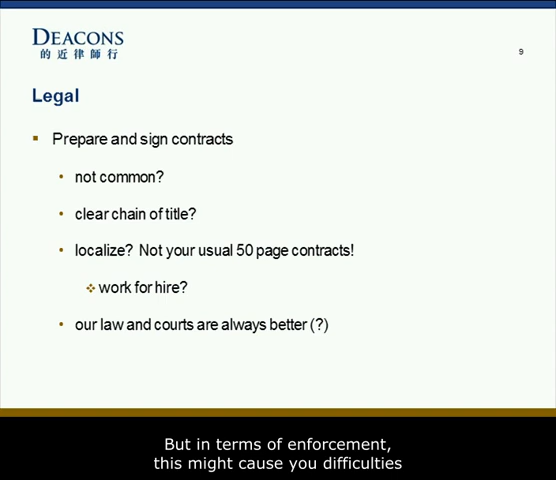 DEACONS
的近律師行
9
Legal
Prepare and sign contracts
not common?
clear chain of title?
localize? Not your usual 50 page contracts!
work for hire?
our law and courts are always better (?)
But in terms of enforcement,
this might cause you difficulties